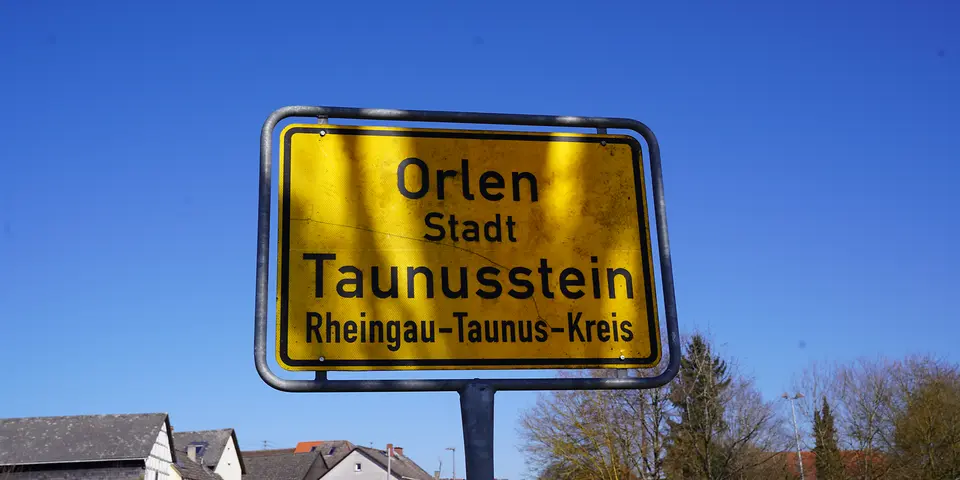 Orlen
Stadt
Taunusstein
Rheingau-Taunus-Kreis